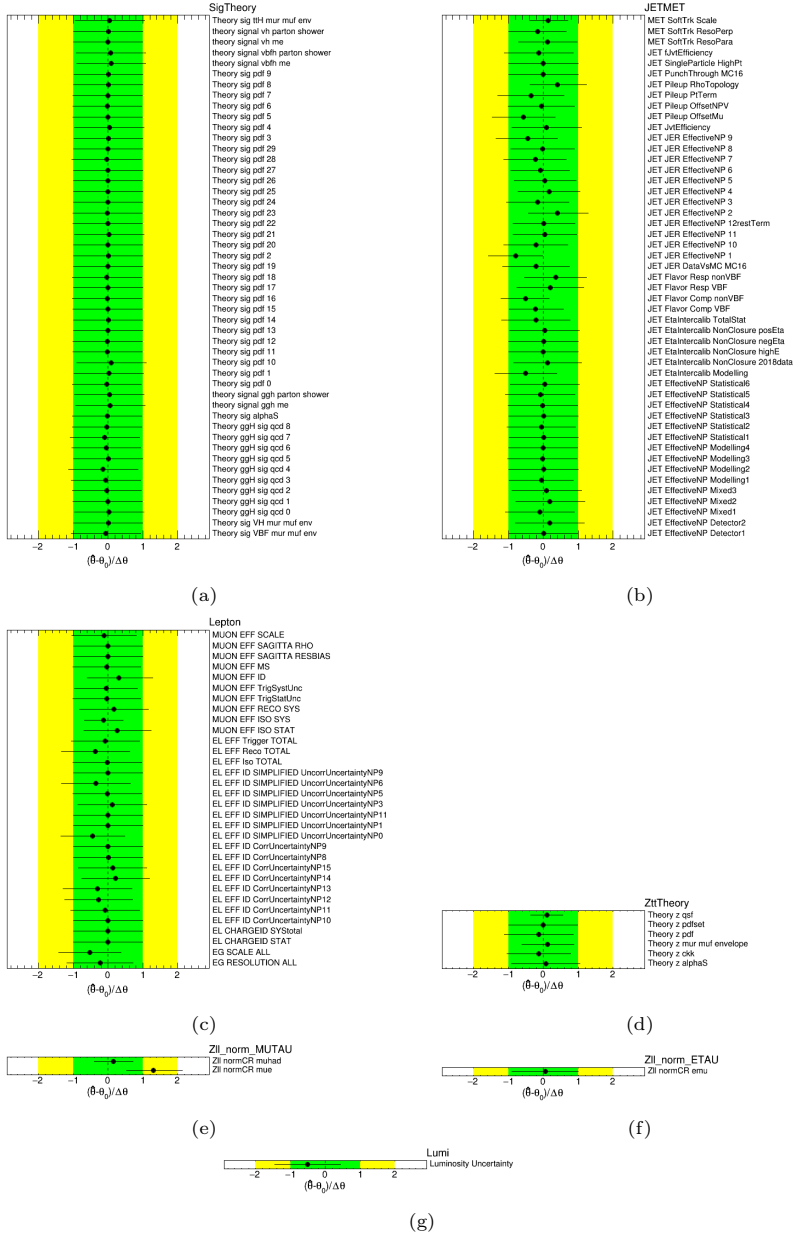 SigTheory
Theory sig ttH mur muf env
theory signal vh parton shower
theory signal vh me
theory signal vbfh parton shower
theory signal vbfh me
Theory sig pdf 9
Theory sig pdf 8
Theory sig pdf 7
Theory sig pdf 6
Theory sig pdf 5
Theory sig pdf 4
Theory sig pdf 3
Theory sig pdf 29
Theory sig pdf 28
Theory sig pdf 27
Theory sig pdf 26
Theory sig pdf 25
Theory sig pdf 24
Theory sig pdf 23
Theory sig pdf 22
Theory sig pdf 21
Theory sig pdf 20
Theory sig pdf 2
Theory sig pdf 19
Theory sig pdf 18
Theory sig pdf 17
Theory sig pdf 16
Theory sig pdf 15
Theory sig pdf 14
Theory sig pdf 13
Theory sig pdf 12
Theory sig pdf 11
Theory sig pdf 10
Theory sig pdf 1
Theory sig pdf 0
theory signal ggh parton shower
theory signal ggh me
Theory sig alphaS
Theory ggH sig qcd 8
Theory ggH sig qcd 7
Theory ggH sig qcd 6
Theory ggH sig qcd 5
Theory ggH sig qcd 4
Theory ggH sig qcd 3
Theory ggH sig qcd 2
Theory ggH sig qcd 1
Theory ggH sig qcd 0
Theory sig VH mur muf env
Theory sig VBF mur muf env
−2 −1 0 1 2
(θ̂-θ₀)/Δθ
(a)
JETMET
MET SoftTrk Scale
MET SoftTrk ResoPerp
MET SoftTrk ResoPara
JET fJvtEfficiency
JET SingleParticle HighPt
JET PunchThrough MC16
JET Pileup RhoTopology
JET Pileup PtTerm
JET Pileup OffsetNPV
JET Pileup OffsetMu
JET JvtEfficiency
JET JER EffectiveNP 9
JET JER EffectiveNP 8
JET JER EffectiveNP 7
JET JER EffectiveNP 6
JET JER EffectiveNP 5
JET JER EffectiveNP 4
JET JER EffectiveNP 3
JET JER EffectiveNP 2
JET JER EffectiveNP 12restTerm
JET JER EffectiveNP 11
JET JER EffectiveNP 10
JET JER EffectiveNP 1
JET JER DataVsMC MC16
JET Flavor Resp nonVBF
JET Flavor Resp VBF
JET Flavor Comp nonVBF
JET Flavor Comp VBF
JET EtaIntercalib TotalStat
JET EtaIntercalib NonClosure posEta
JET EtaIntercalib NonClosure negEta
JET EtaIntercalib NonClosure highE
JET EtaIntercalib NonClosure 2018data
JET EtaIntercalib Modelling
JET EffectiveNP Statistical6
JET EffectiveNP Statistical5
JET EffectiveNP Statistical4
JET EffectiveNP Statistical3
JET EffectiveNP Statistical2
JET EffectiveNP Statistical1
JET EffectiveNP Modelling4
JET EffectiveNP Modelling3
JET EffectiveNP Modelling2
JET EffectiveNP Modelling1
JET EffectiveNP Mixed3
JET EffectiveNP Mixed2
JET EffectiveNP Mixed1
JET EffectiveNP Detector2
JET EffectiveNP Detector1
−2 −1 0 1 2
(θ̂-θ₀)/Δθ
(b)
Lepton
MUON EFF SCALE
MUON EFF SAGITTA RHO
MUON EFF SAGITTA RESBIAS
MUON EFF MS
MUON EFF ID
MUON EFF TrigSystUnc
MUON EFF TrigStatUnc
MUON EFF RECO SYS
MUON EFF ISO SYS
MUON EFF ISO STAT
EL EFF Trigger TOTAL
EL EFF Reco TOTAL
EL EFF Iso TOTAL
EL EFF ID SIMPLIFIED UncorrUncertaintyNP9
EL EFF ID SIMPLIFIED UncorrUncertaintyNP6
EL EFF ID SIMPLIFIED UncorrUncertaintyNP5
EL EFF ID SIMPLIFIED UncorrUncertaintyNP3
EL EFF ID SIMPLIFIED UncorrUncertaintyNP11
EL EFF ID SIMPLIFIED UncorrUncertaintyNP1
EL EFF ID SIMPLIFIED UncorrUncertaintyNP0
EL EFF ID CorrUncertaintyNP9
EL EFF ID CorrUncertaintyNP8
EL EFF ID CorrUncertaintyNP15
EL EFF ID CorrUncertaintyNP14
EL EFF ID CorrUncertaintyNP13
EL EFF ID CorrUncertaintyNP12
EL EFF ID CorrUncertaintyNP11
EL EFF ID CorrUncertaintyNP10
EL CHARGEID SYStotal
EL CHARGEID STAT
EG SCALE ALL
EG RESOLUTION ALL
−2 −1 0 1 2
(θ̂-θ₀)/Δθ
(c)
ZttTheory
Theory z qsf
Theory z pdfset
Theory z pdf
Theory z mur muf envelope
Theory z ckk
Theory z alphaS
−2 −1 0 1 2
(θ̂-θ₀)/Δθ
(d)
Zll_norm_MUTAU
Zll normCR muhad
Zll normCR mue
−2 −1 0 1 2
(θ̂-θ₀)/Δθ
(e)
Zll_norm_ETAU
Zll normCR emu
−2 −1 0 1 2
(θ̂-θ₀)/Δθ
(f)
Lumi
Luminosity Uncertainty
−2 −1 0 1 2
(θ̂-θ₀)/Δθ
(g)